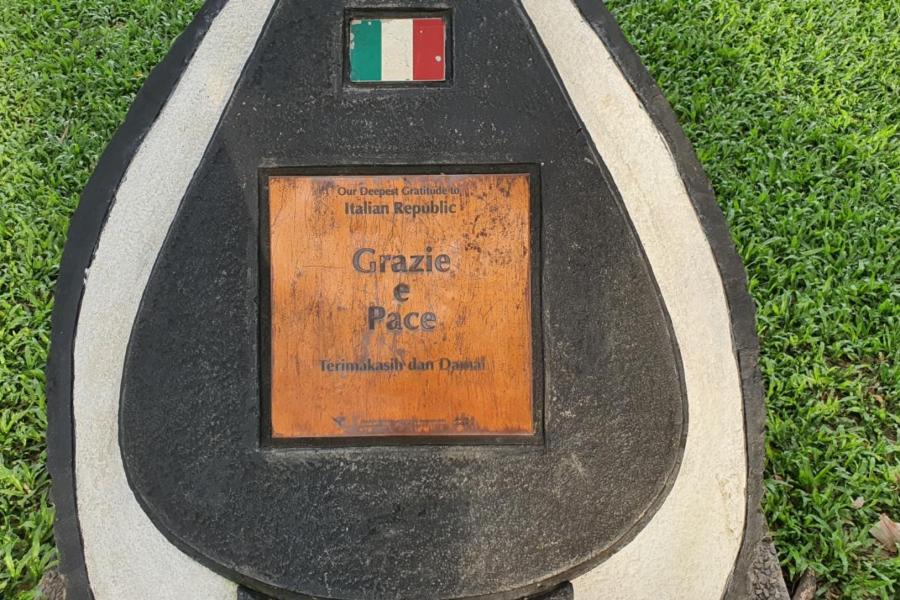 Our Deepest Gratitude to
Italian Republic
Grazie
e
Pace
Terimakasih dan Damai